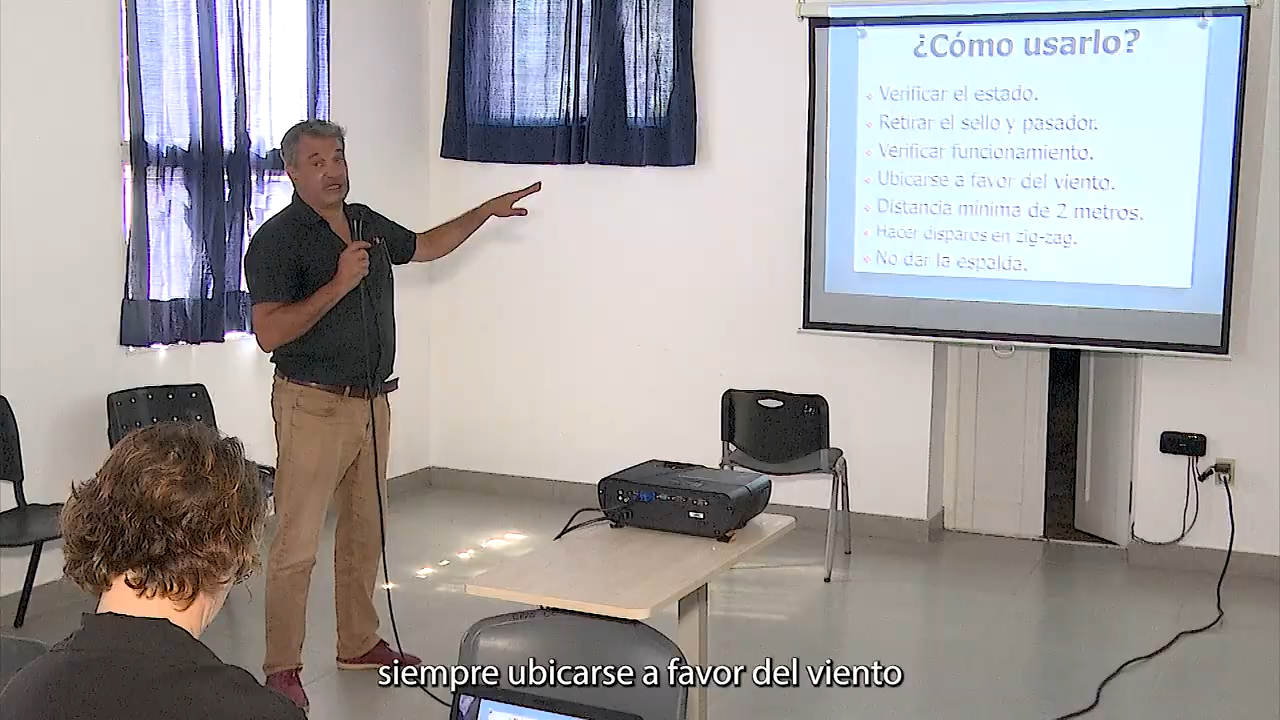 ¿Cómo usarlo?
Verificar el estado.
Retirar el sello y pasador.
Verificar funcionamiento.
Ubicarse a favor del viento.
Distancia minima de 2 metros.
Hacer disparos en zig-zag.
No dar la espalda.
siempre ubicarse a favor del viento